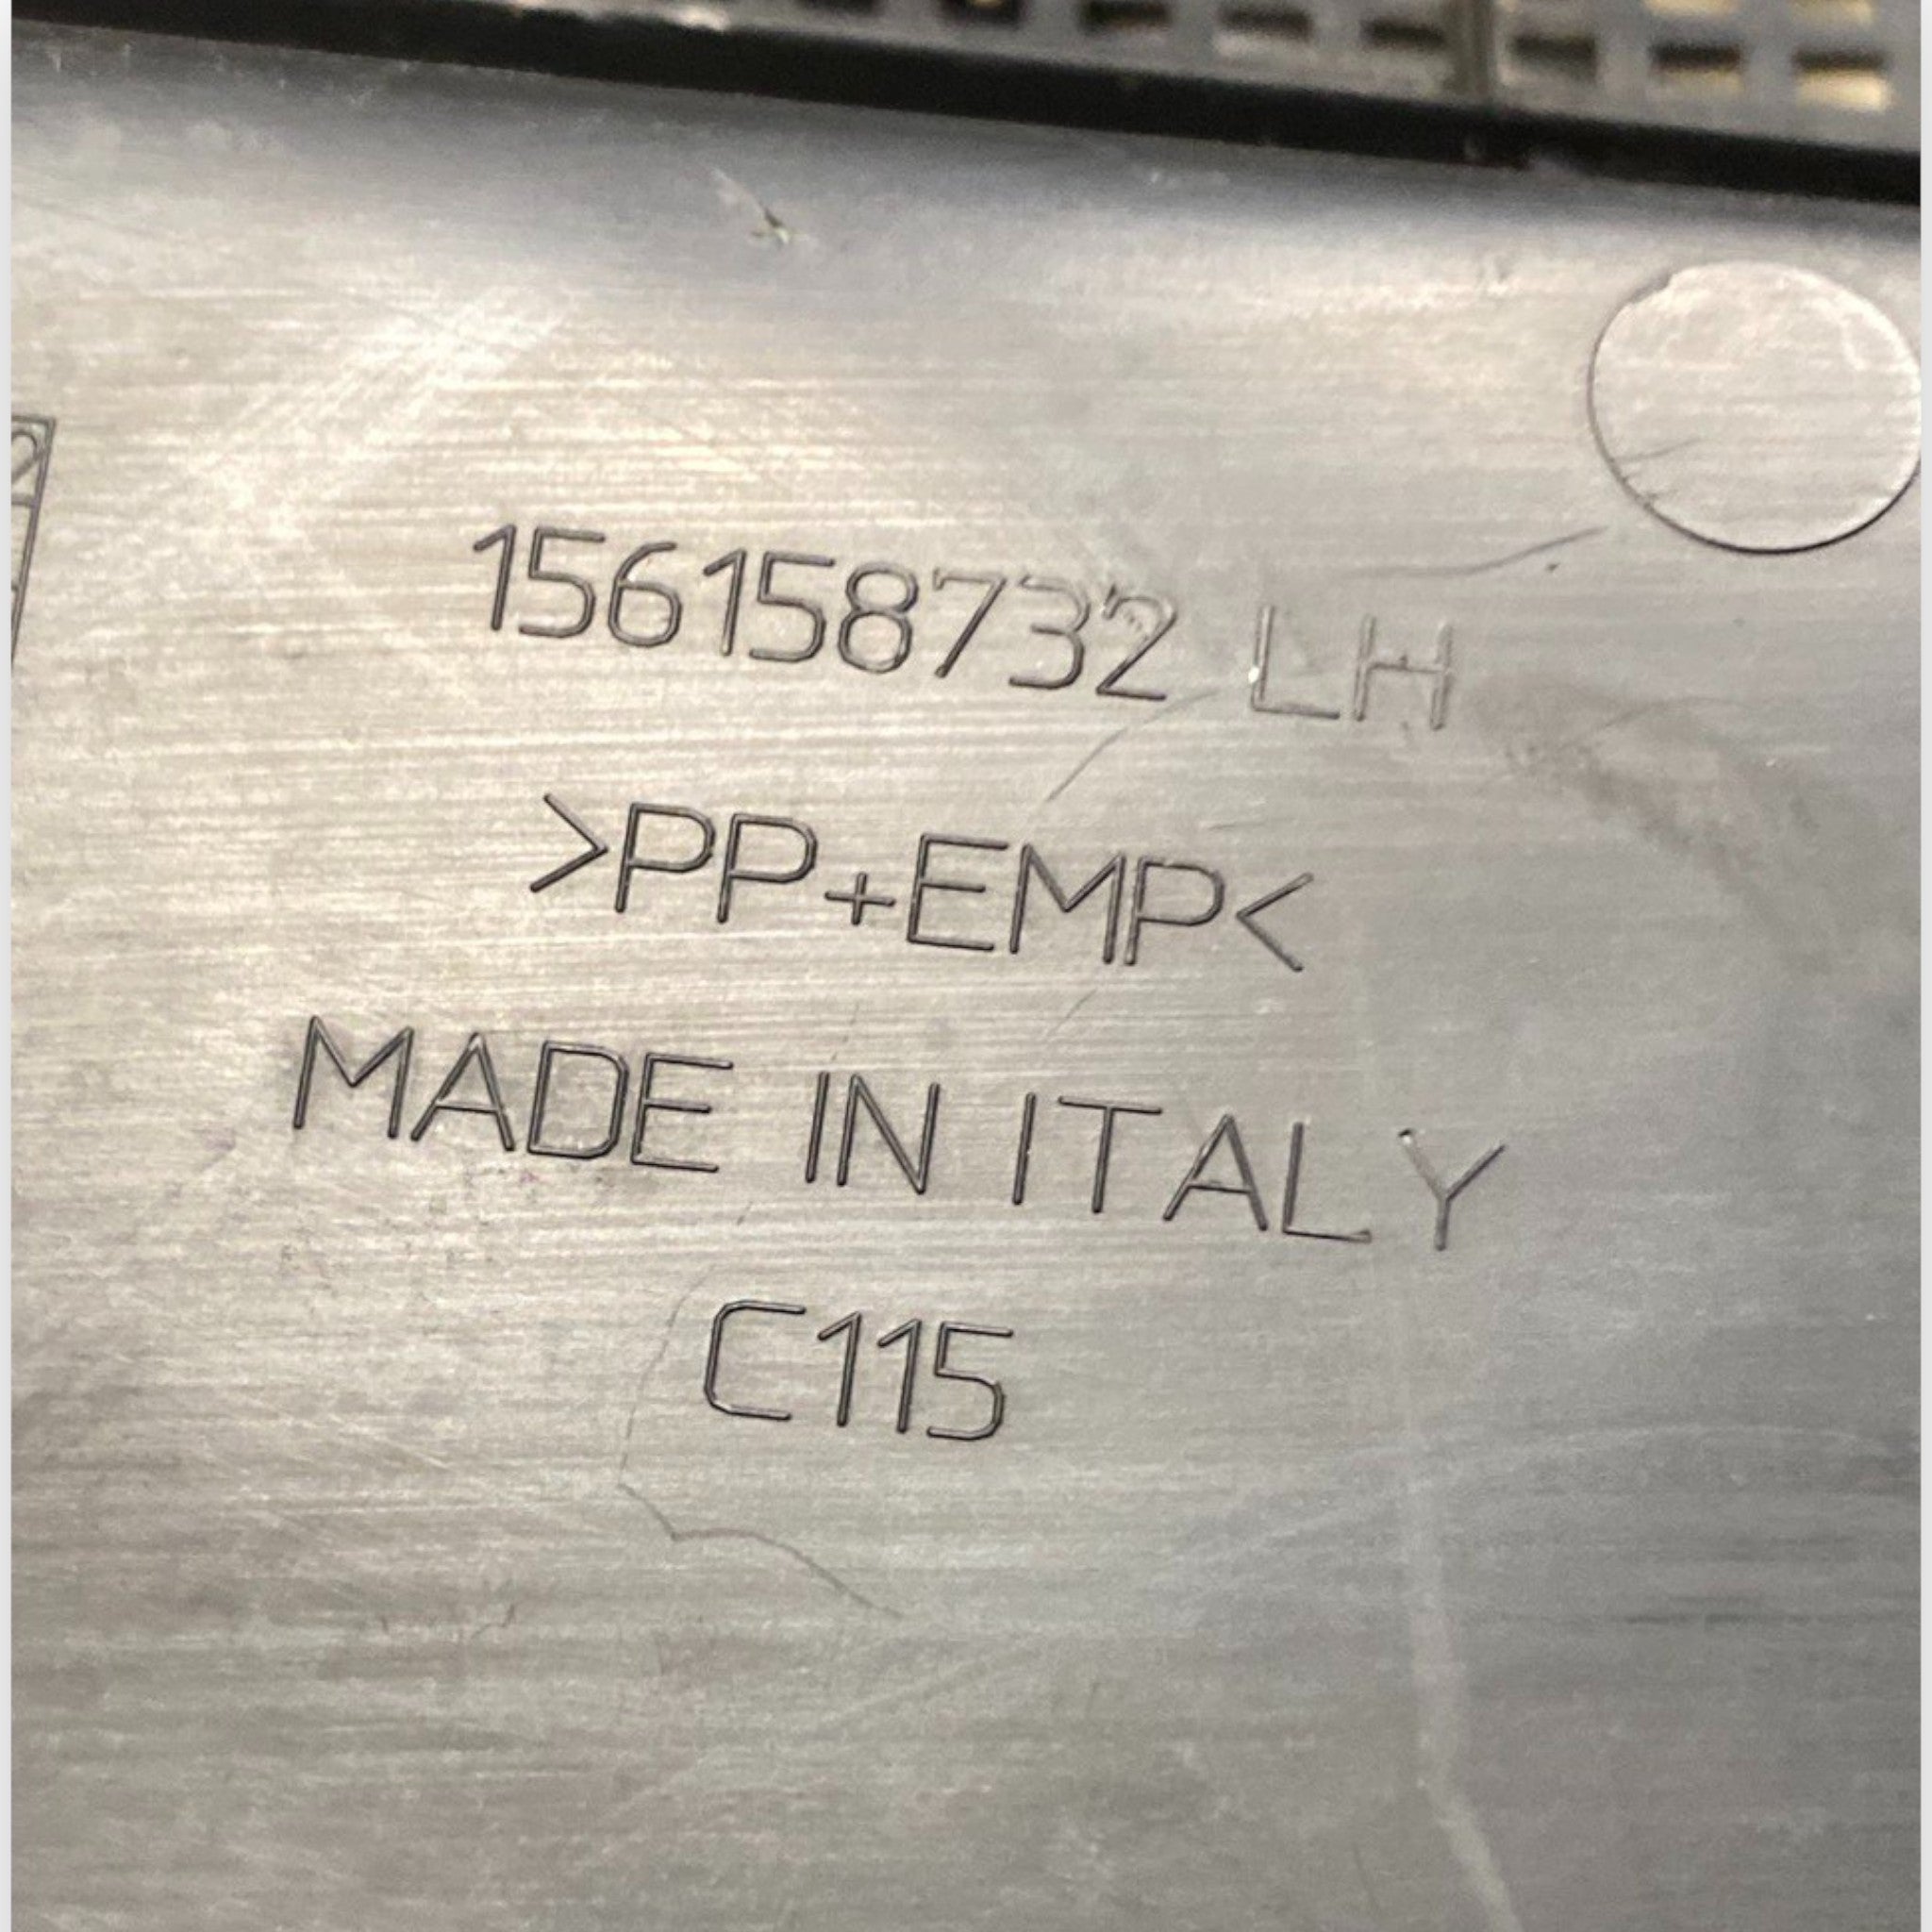 156158732 LH
>PP+EMP<
MADE IN ITALY
C115